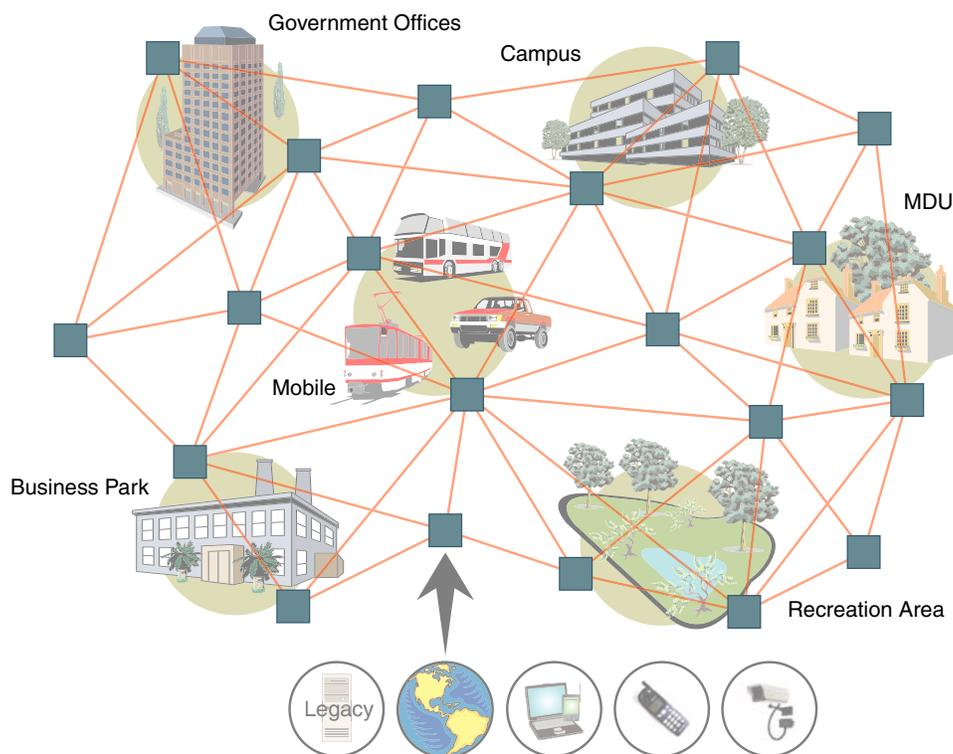 Government Offices
Campus
MDU
Mobile
Business Park
Recreation Area
Legacy